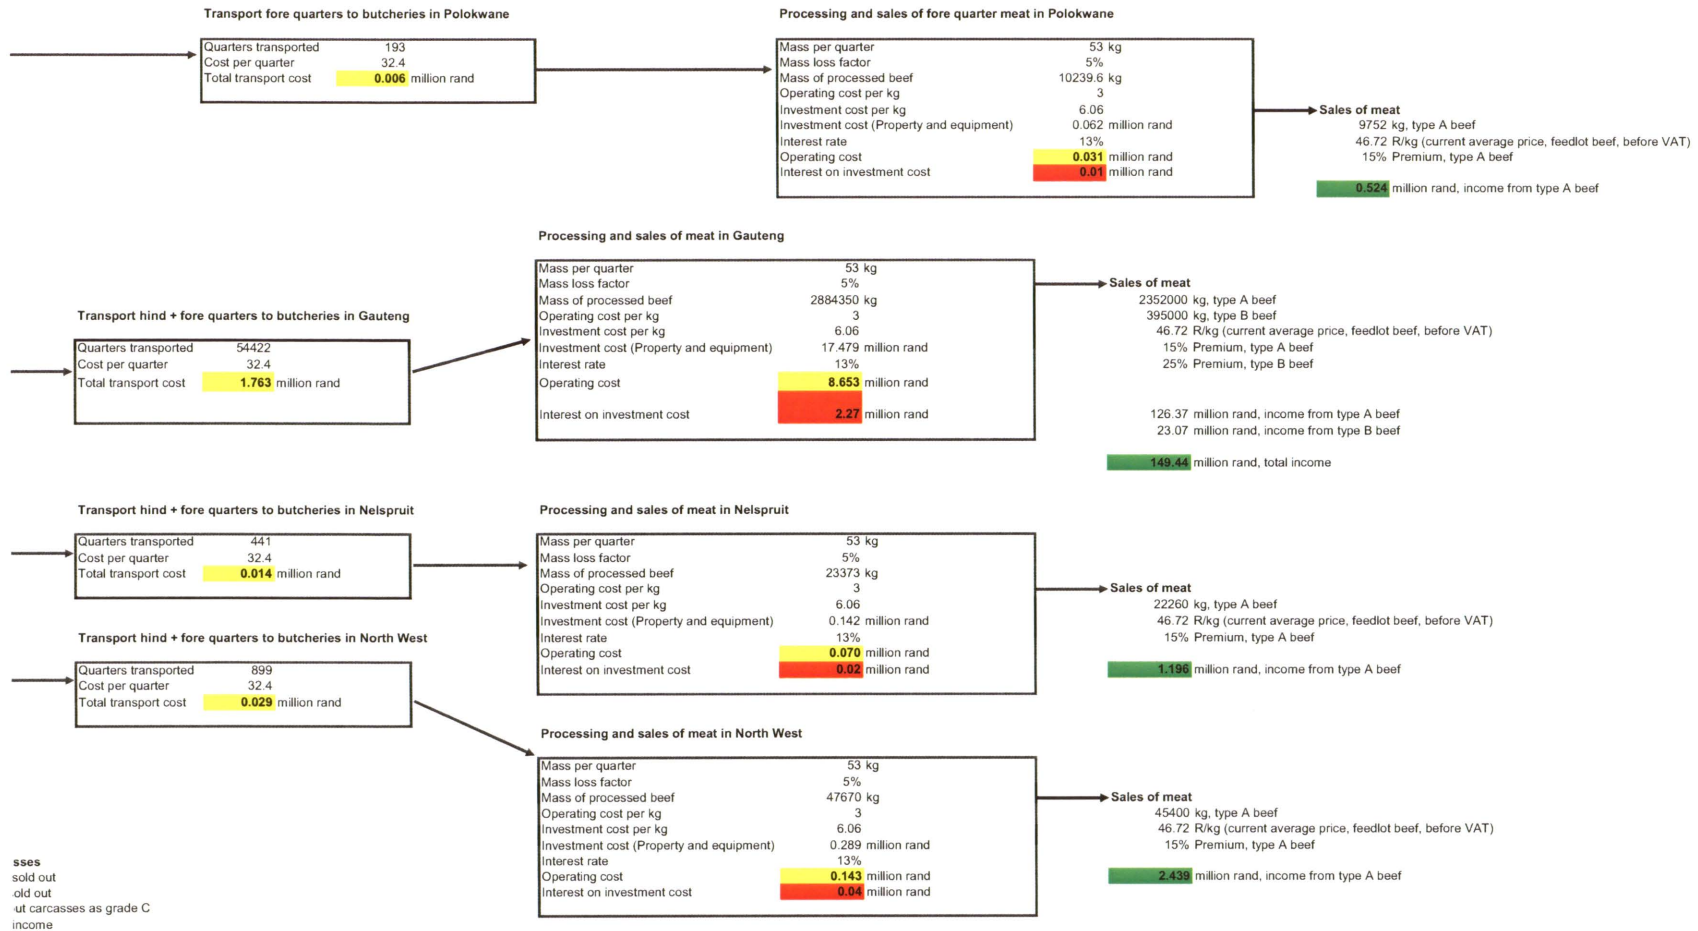 Transport fore quarters to butcheries in Polokwane
Quarters transported 193
Cost per quarter 32.4
Total transport cost 0.006 million rand
Processing and sales of fore quarter meat in Polokwane
Mass per quarter 53 kg
Mass loss factor 5%
Mass of processed beef 10239.6 kg
Operating cost per kg 3
Investment cost per kg 6.06
Investment cost (Property and equipment) 0.062 million rand
Interest rate 13%
Operating cost 0.031 million rand
Interest on investment cost 0.01 million rand
Sales of meat
9752 kg, type A beef
46.72 R/kg (current average price, feedlot beef, before VAT)
15% Premium, type A beef
0.524 million rand, income from type A beef
Transport hind + fore quarters to butcheries in Gauteng
Quarters transported 54422
Cost per quarter 32.4
Total transport cost 1.763 million rand
Processing and sales of meat in Gauteng
Mass per quarter 53 kg
Mass loss factor 5%
Mass of processed beef 2884350 kg
Operating cost per kg 3
Investment cost per kg 6.06
Investment cost (Property and equipment) 17.479 million rand
Interest rate 13%
Operating cost 8.653 million rand
Interest on investment cost 2.27 million rand
Sales of meat
2352000 kg, type A beef
395000 kg, type B beef
46.72 R/kg (current average price, feedlot beef, before VAT)
15% Premium, type A beef
25% Premium, type B beef
126.37 million rand, income from type A beef
23.07 million rand, income from type B beef
149.44 million rand, total income
Transport hind + fore quarters to butcheries in Nelspruit
Quarters transported 441
Cost per quarter 32.4
Total transport cost 0.014 million rand
Processing and sales of meat in Nelspruit
Mass per quarter 53 kg
Mass loss factor 5%
Mass of processed beef 23373 kg
Operating cost per kg 3
Investment cost per kg 6.06
Investment cost (Property and equipment) 0.142 million rand
Interest rate 13%
Operating cost 0.070 million rand
Interest on investment cost 0.02 million rand
Sales of meat
22260 kg, type A beef
46.72 R/kg (current average price, feedlot beef, before VAT)
15% Premium, type A beef
1.196 million rand, income from type A beef
Transport hind + fore quarters to butcheries in North West
Quarters transported 899
Cost per quarter 32.4
Total transport cost 0.029 million rand
Processing and sales of meat in North West
Mass per quarter 53 kg
Mass loss factor 5%
Mass of processed beef 47670 kg
Operating cost per kg 3
Investment cost per kg 6.06
Investment cost (Property and equipment) 0.289 million rand
Interest rate 13%
Operating cost 0.143 million rand
Interest on investment cost 0.04 million rand
Sales of meat
45400 kg, type A beef
46.72 R/kg (current average price, feedlot beef, before VAT)
15% Premium, type A beef
2.439 million rand, income from type A beef
sses
sold out
old out
ut carcasses as grade C
income